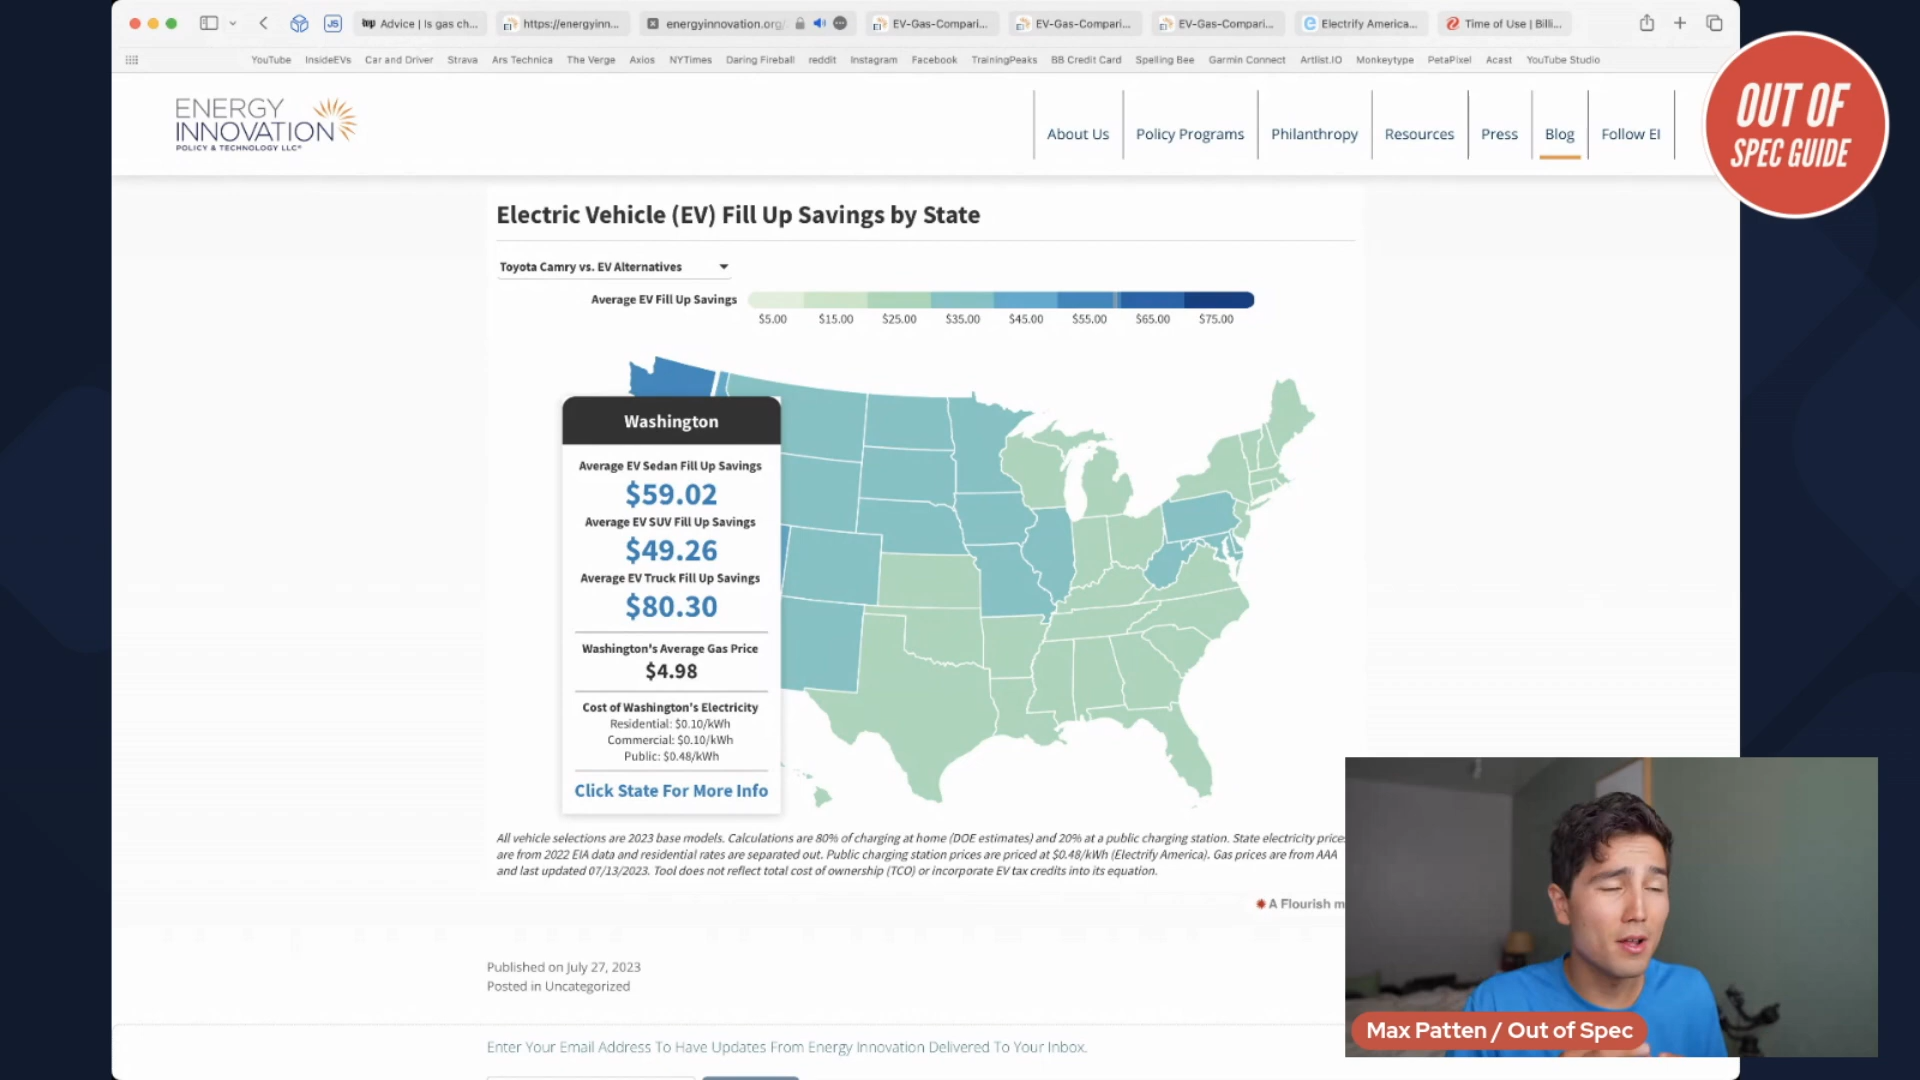 JS
Advice | Is gas ch...
https://energyinn...
energyinnovation.org/
EV-Gas-Compari...
EV-Gas-Compari...
EV-Gas-Compari...
Electrify America...
Time of Use | Billi...
YouTube InsideEVs Car and Driver Strava Ars Technica The Verge Axios NYTimes Daring Fireball reddit Instagram Facebook TrainingPeaks BB Credit Card Spelling Bee Garmin Connect Artlist.IO Monkeytype PetaPixel Acast YouTube Studio
ENERGY
INNOVATION
POLICY & TECHNOLOGY LLC®
About Us Policy Programs Philanthropy Resources Press Blog Follow EI
OUT OF
SPEC GUIDE
Electric Vehicle (EV) Fill Up Savings by State
Toyota Camry vs. EV Alternatives
Average EV Fill Up Savings
$5.00 $15.00 $25.00 $35.00 $45.00 $55.00 $65.00 $75.00
Washington
Average EV Sedan Fill Up Savings
$59.02
Average EV SUV Fill Up Savings
$49.26
Average EV Truck Fill Up Savings
$80.30
Washington's Average Gas Price
$4.98
Cost of Washington's Electricity
Residential: $0.10/kWh
Commercial: $0.10/kWh
Public: $0.48/kWh
Click State For More Info
All vehicle selections are 2023 base models. Calculations are 80% of charging at home (DOE estimates) and 20% at a public charging station. State electricity price
are from 2022 EIA data and residential rates are separated out. Public charging station prices are priced at $0.48/kWh (Electrify America). Gas prices are from AAA
and last updated 07/13/2023. Tool does not reflect total cost of ownership (TCO) or incorporate EV tax credits into its equation.
A Flourish m
Published on July 27, 2023
Posted in Uncategorized
Enter Your Email Address To Have Updates From Energy Innovation Delivered To Your Inbox.
Max Patten / Out of Spec